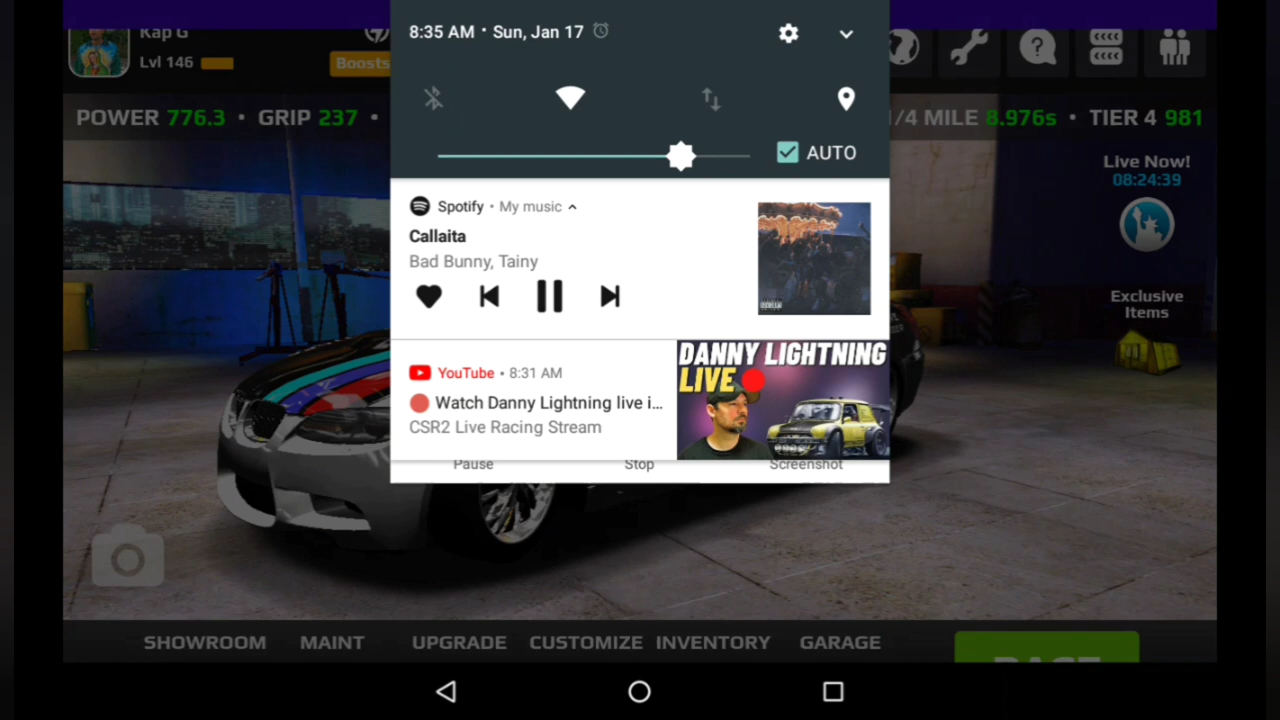 8:35 AM • Sun, Jan 17
Kap G
Lvl 146
Boosts
POWER 776.3 • GRIP 237 •
1/4 MILE 8.976s • TIER 4 981
AUTO
Live Now!
08:24:39
Spotify • My music
Callaita
Bad Bunny, Tainy
Exclusive
Items
YouTube • 8:31 AM
Watch Danny Lightning live i...
CSR2 Live Racing Stream
DANNY LIGHTNING
LIVE
Pause Stop Screenshot
SHOWROOM MAINT UPGRADE CUSTOMIZE INVENTORY GARAGE
RACE